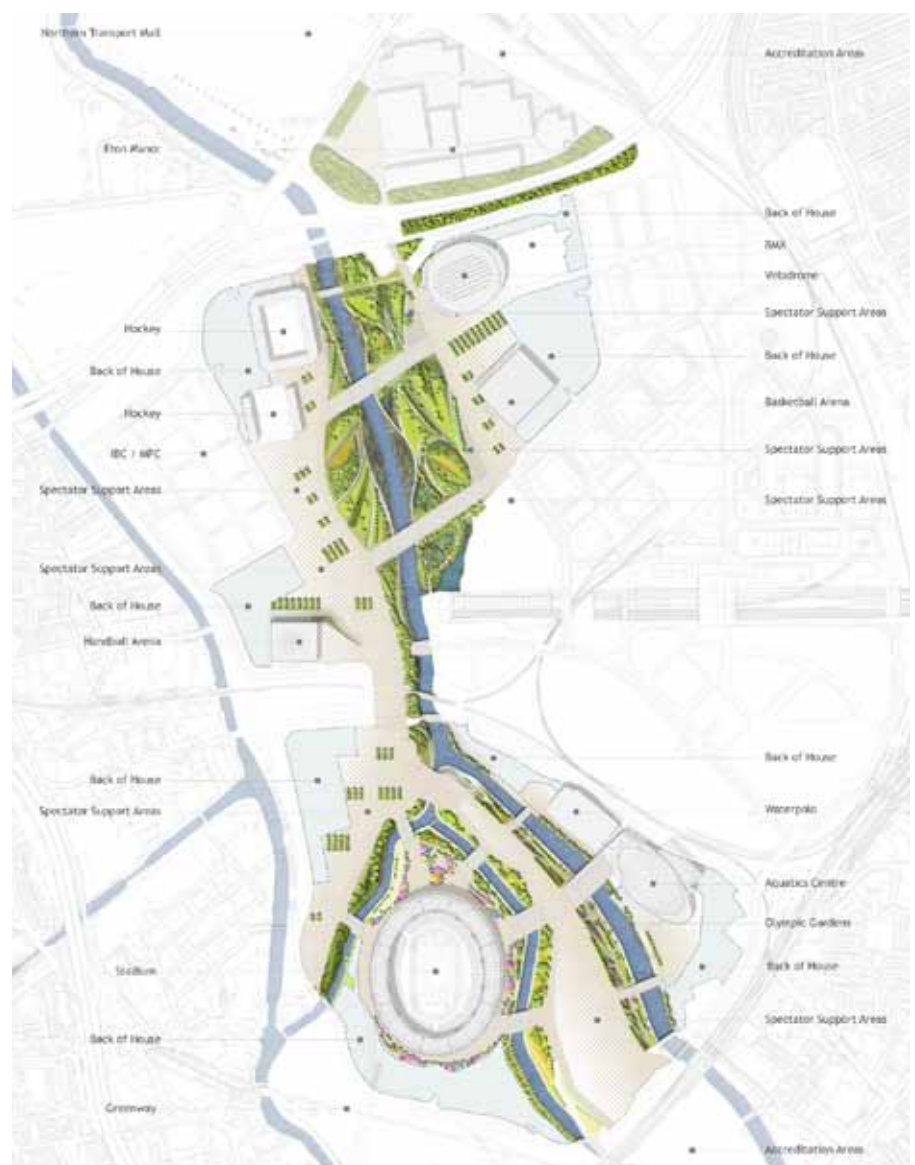 Northern Transport Mall
Accreditation Areas
Eton Manor
Back of House
BMX
Velodrome
Spectator Support Areas
Hockey
Back of House
Back of House
Basketball Arena
Hockey
IBC / MPC
Spectator Support Areas
Spectator Support Areas
Spectator Support Areas
Spectator Support Areas
Back of House
Handball Arena
Back of House
Back of House
Spectator Support Areas
Waterpolo
Aquatics Centre
Olympic Gardens
Stadium
Back of House
Spectator Support Areas
Back of House
Greenway
Accreditation Areas